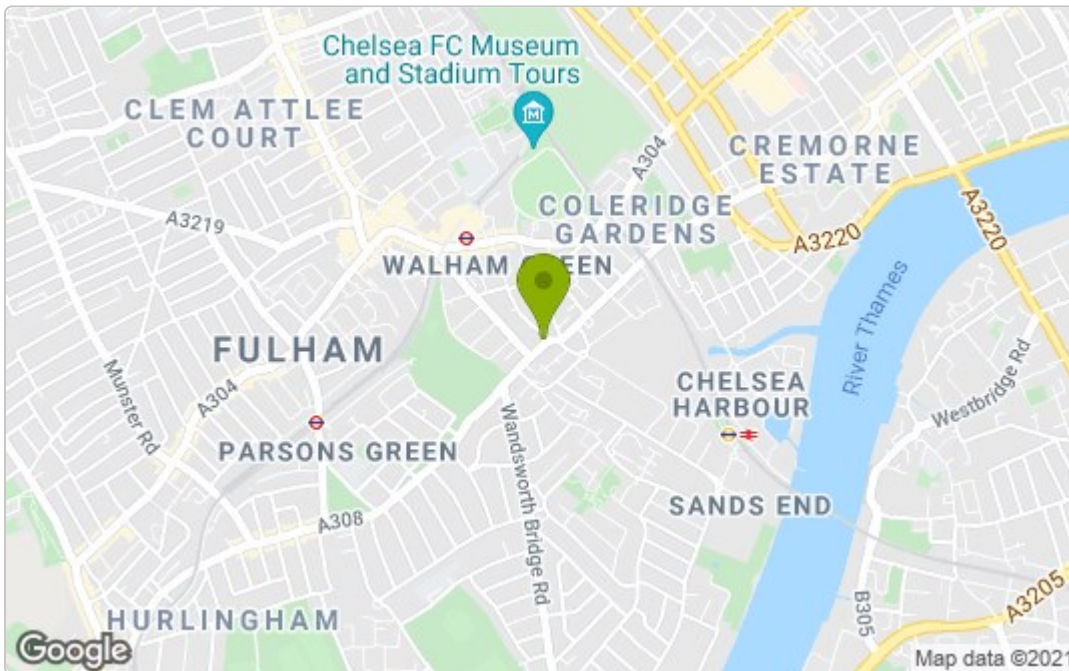 Chelsea FC Museum
and Stadium Tours
CLEM ATTLEE
COURT
A304
CREMORNE
ESTATE
A3219
COLERIDGE
GARDENS
A3220
A3220
WALHAM GREEN
River Thames
FULHAM
Munster Rd
A304
CHELSEA
HARBOUR
Westbridge Rd
PARSONS GREEN
Wandsworth Bridge Rd
SANDS END
A308
HURLINGHAM
B305
A3205
Google
Map data ©2021